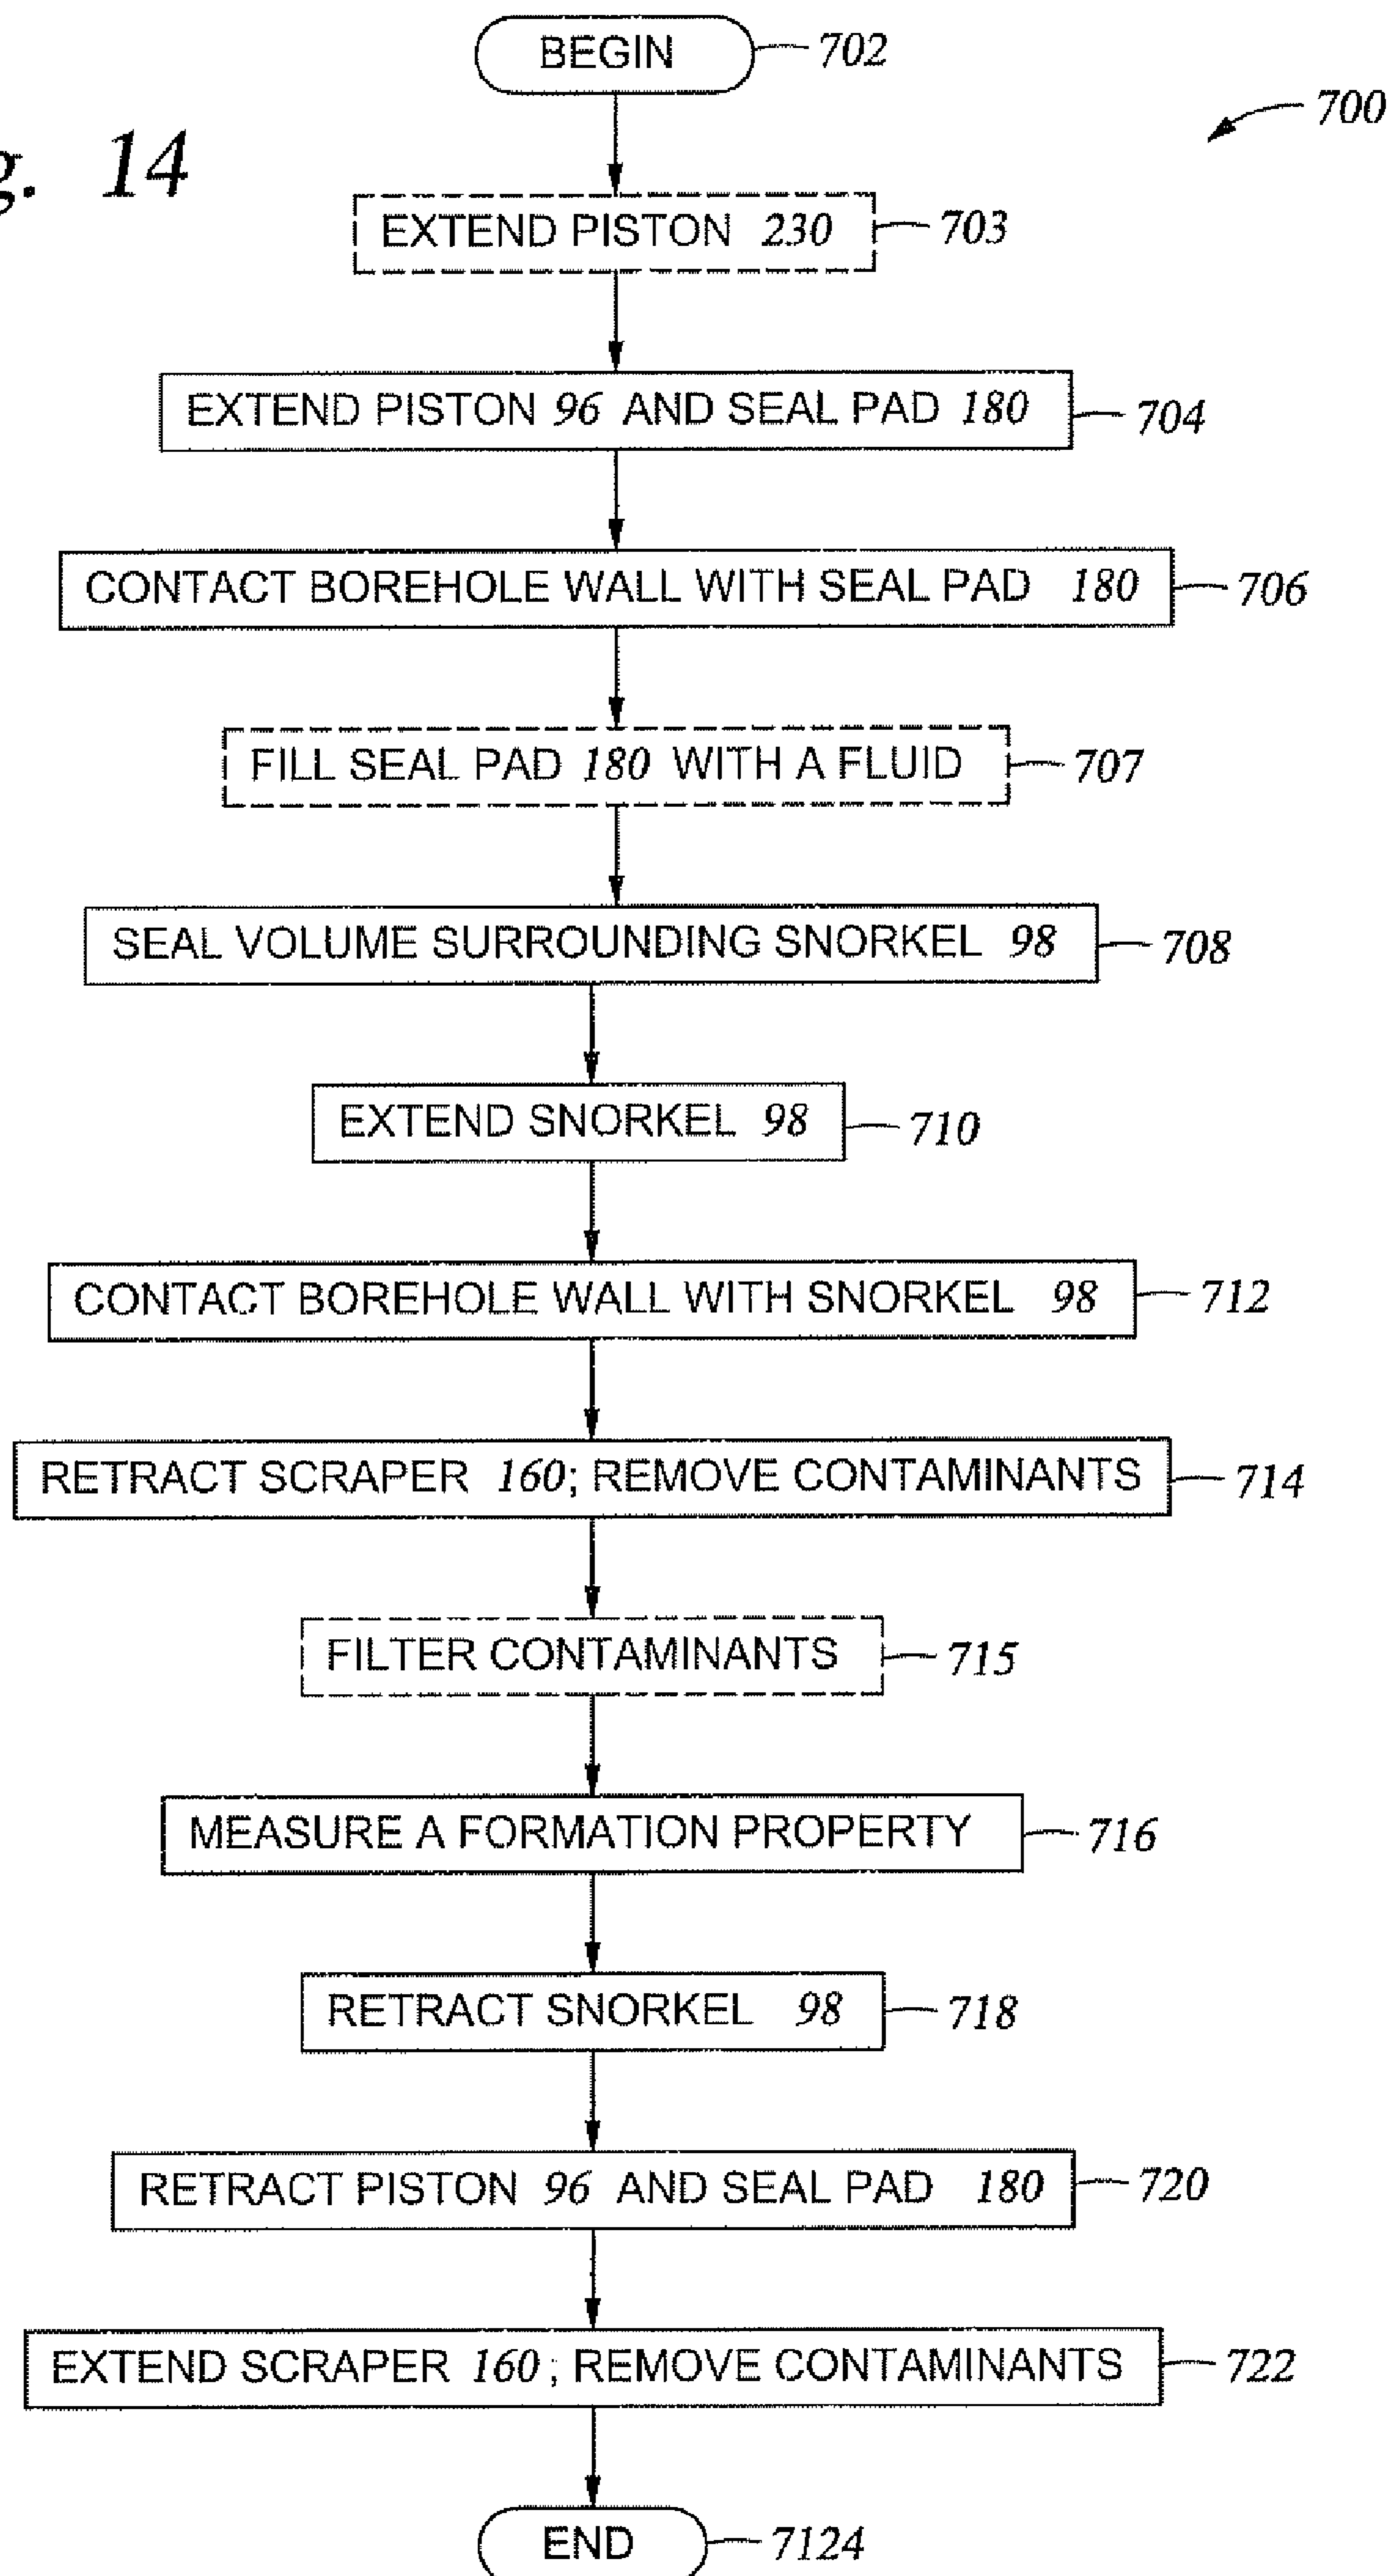 BEGIN 702
700
g. 14
EXTEND PISTON 230 703
EXTEND PISTON 96 AND SEAL PAD 180 704
CONTACT BOREHOLE WALL WITH SEAL PAD 180 706
FILL SEAL PAD 180 WITH A FLUID 707
SEAL VOLUME SURROUNDING SNORKEL 98 708
EXTEND SNORKEL 98 710
CONTACT BOREHOLE WALL WITH SNORKEL 98 712
RETRACT SCRAPER 160; REMOVE CONTAMINANTS 714
FILTER CONTAMINANTS 715
MEASURE A FORMATION PROPERTY 716
RETRACT SNORKEL 98 718
RETRACT PISTON 96 AND SEAL PAD 180 720
EXTEND SCRAPER 160; REMOVE CONTAMINANTS 722
END 7124